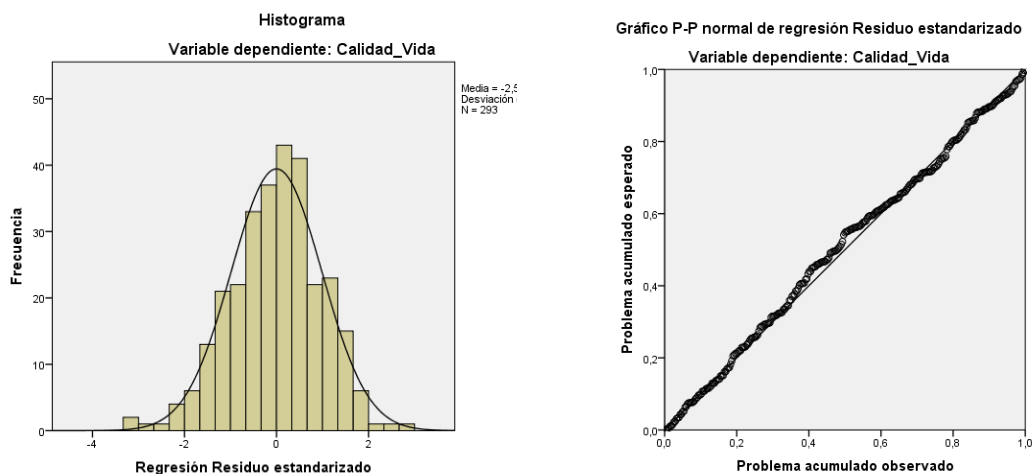 Histograma
Variable dependiente: Calidad_Vida
Media = -2,5
Desviación
N = 293
50
40
30
20
10
0
Frecuencia
-4
-2
0
2
Regresión Residuo estandarizado
Gráfico P-P normal de regresión Residuo estandarizado
Variable dependiente: Calidad_Vida
1,0
0,8
0,6
0,4
0,2
0,0
Problema acumulado esperado
0,0
0,2
0,4
0,6
0,8
1,0
Problema acumulado observado